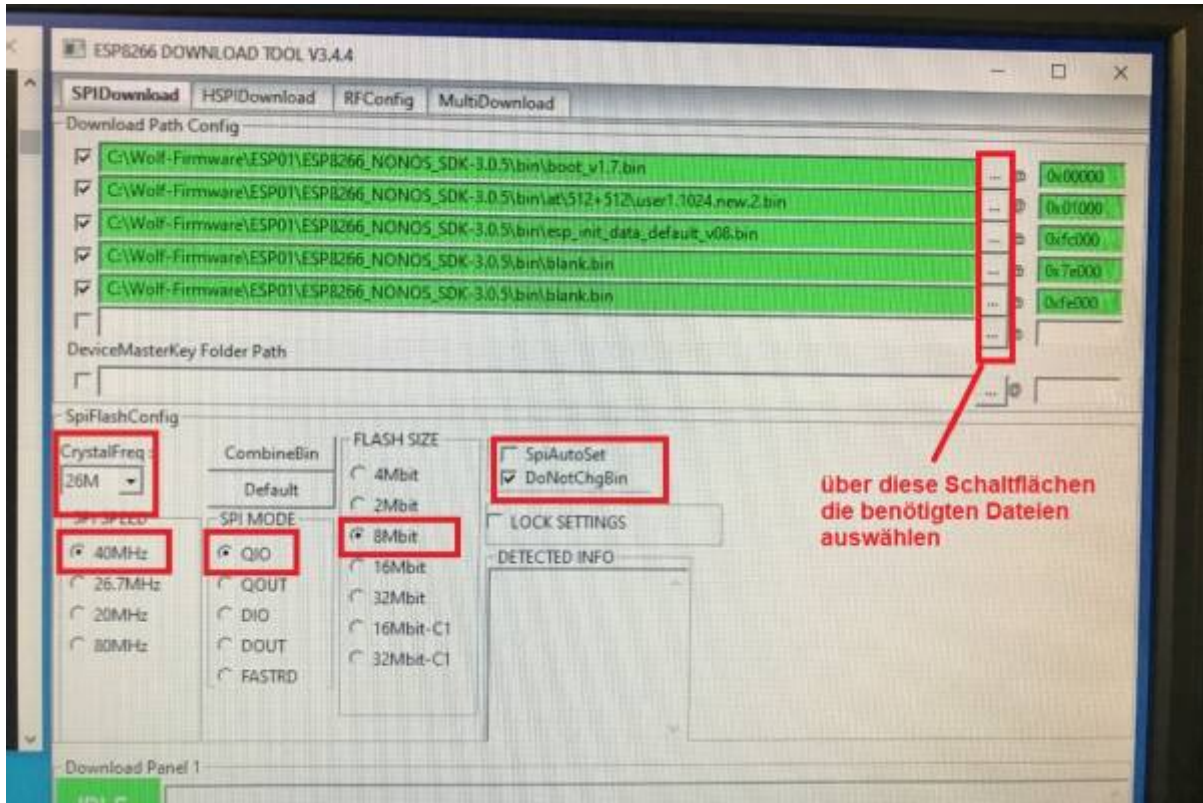 ESP8266 DOWNLOAD TOOL V3.4.4
SPIDownload HSPIDownload RFConfig MultiDownload
Download Path Config
C:\Wolf-Firmware\ESP01\ESP8266_NONOS_SDK-3.0.5\bin\boot_v1.7.bin ... @ 0x00000
C:\Wolf-Firmware\ESP01\ESP8266_NONOS_SDK-3.0.5\bin\at\512+512\user1.1024.new.2.bin ... @ 0x01000
C:\Wolf-Firmware\ESP01\ESP8266_NONOS_SDK-3.0.5\bin\esp_init_data_default_v08.bin ... @ 0xfc000
C:\Wolf-Firmware\ESP01\ESP8266_NONOS_SDK-3.0.5\bin\blank.bin ... @ 0x7e000
C:\Wolf-Firmware\ESP01\ESP8266_NONOS_SDK-3.0.5\bin\blank.bin ... @ 0xfe000
... @
DeviceMasterKey Folder Path
... @
SpiFlashConfig
CrystalFreq :
26M
CombineBin
Default
SPI SPEED
40MHz
26.7MHz
20MHz
80MHz
SPI MODE
QIO
QOUT
DIO
DOUT
FASTRD
FLASH SIZE
4Mbit
2Mbit
8Mbit
16Mbit
32Mbit
16Mbit-C1
32Mbit-C1
SpiAutoSet
DoNotChgBin
LOCK SETTINGS
DETECTED INFO
über diese Schaltflächen
die benötigten Dateien
auswählen
Download Panel 1